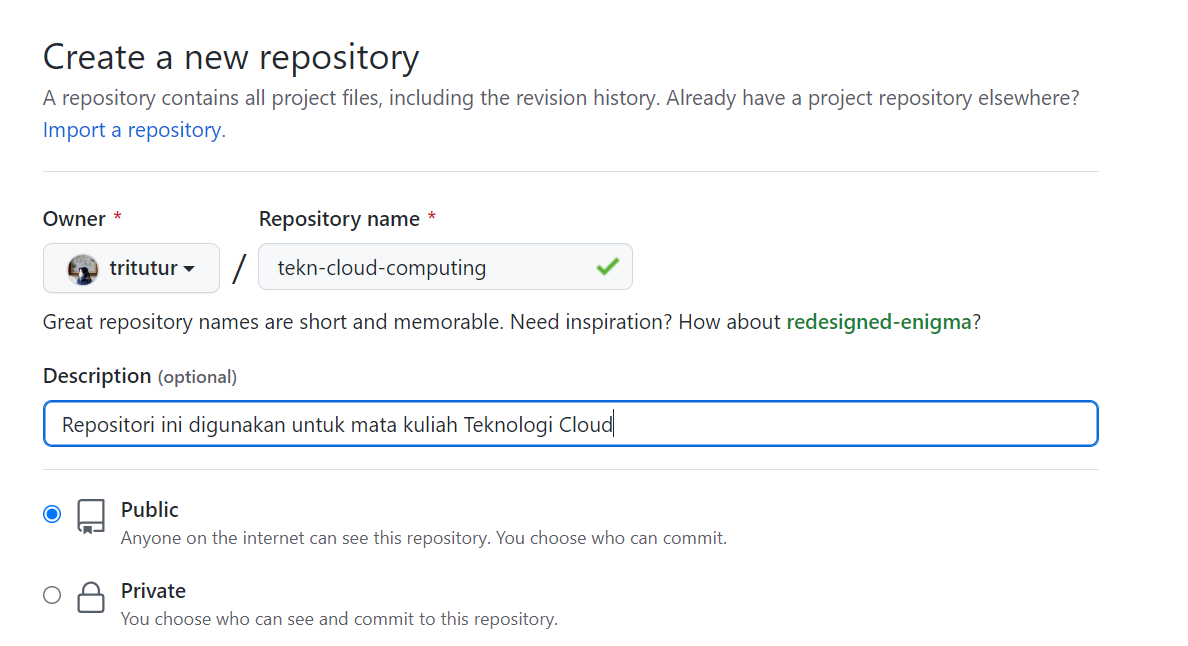 Create a new repository
A repository contains all project files, including the revision history. Already have a project repository elsewhere?
Import a repository.
Owner *
Repository name *
tritutur
/
tekn-cloud-computing
Great repository names are short and memorable. Need inspiration? How about redesigned-enigma?
Description (optional)
Repositori ini digunakan untuk mata kuliah Teknologi Cloud
Public
Anyone on the internet can see this repository. You choose who can commit.
Private
You choose who can see and commit to this repository.